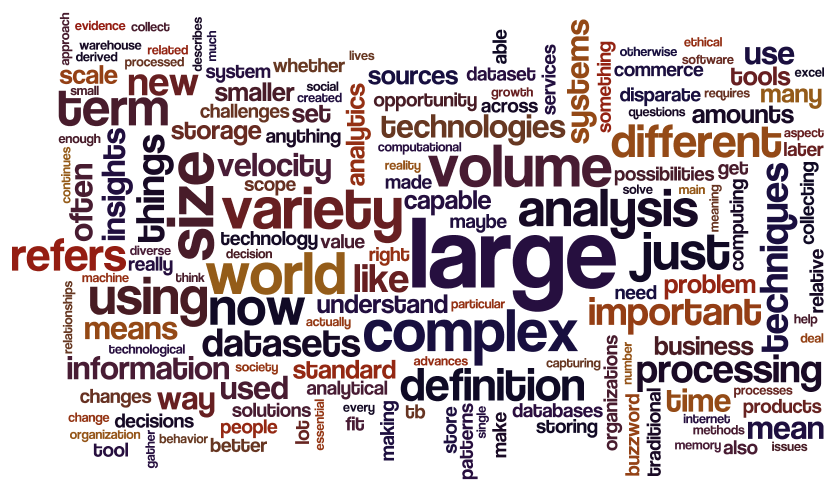 approach
evidence
collect
describes
much
warehouse
related
derived
processed
scale
new
system
whether
lives
able
services
systems
something
otherwise
ethical
software
use
small
smaller
social
created
sources
dataset
commerce
tools
excel
term
challenges
set
analytics
opportunity
growth
across
disparate
requires
many
storage
anything
technologies
questions
amounts
enough
insights
things
size
velocity
computational
different
aspect
later
continues
often
scope
reality
made
volume
possibilities
get
solve
main
meaning
computing
techniques
collecting
variety
capable
analysis
maybe
refers
diverse
really
technology
value
decision
right
large
just
relative
machine
think
world
like
need
problem
relationships
using
now
understand
particular
important
help
means
actually
complex
deal
technological
datasets
business
information
society
standard
advances
capturing
organizations
number
processing
changes
way
used
analytical
definition
buzzword
traditional
time
processes
products
change
decisions
solutions
people
lot
essential
every
fit
making
tb
store
patterns
single
make
databases
storing
internet
methods
mean
organization
tool
gather
behavior
better
memory
also
issues